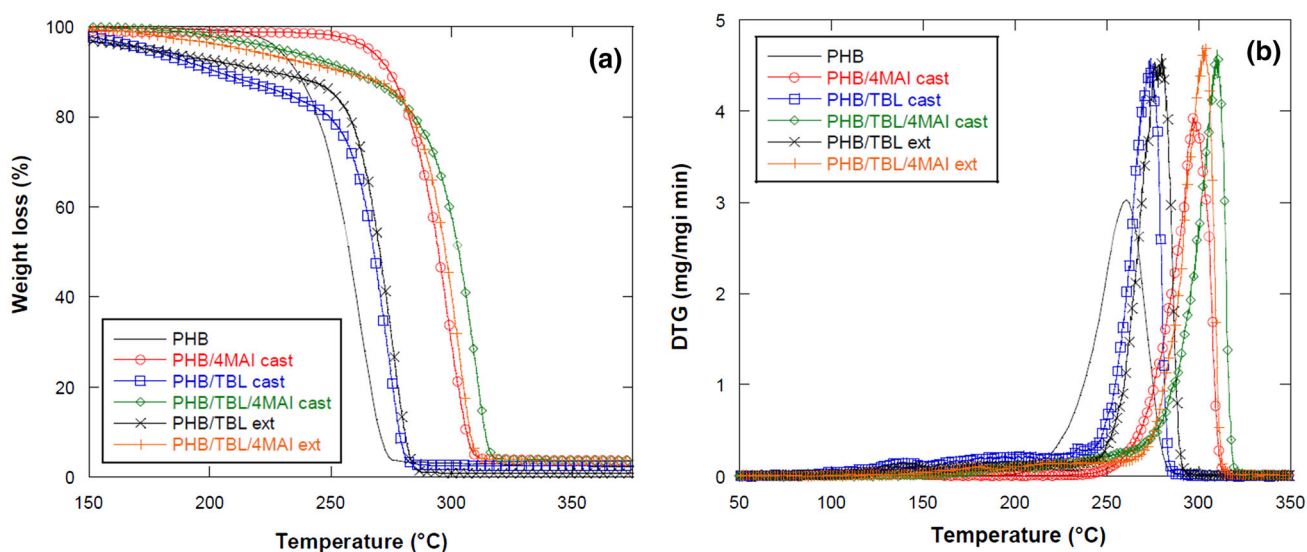 (a)
Weight loss (%)
100
80
60
40
20
0
PHB
PHB/4MAI cast
PHB/TBL cast
PHB/TBL/4MAI cast
PHB/TBL ext
PHB/TBL/4MAI ext
150
200
250
300
350
Temperature (°C)
(b)
DTG (mg/mgi min)
5
4
3
2
1
0
PHB
PHB/4MAI cast
PHB/TBL cast
PHB/TBL/4MAI cast
PHB/TBL ext
PHB/TBL/4MAI ext
50
100
150
200
250
300
350
Temperature (°C)